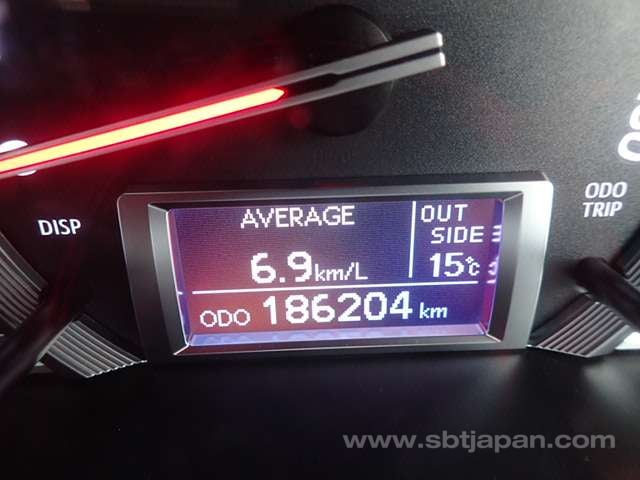 DISP
ODO
TRIP
AVERAGE
6.9km/L
OUT
SIDE
15℃
ODO 186204 km
www.sbtjapan.com